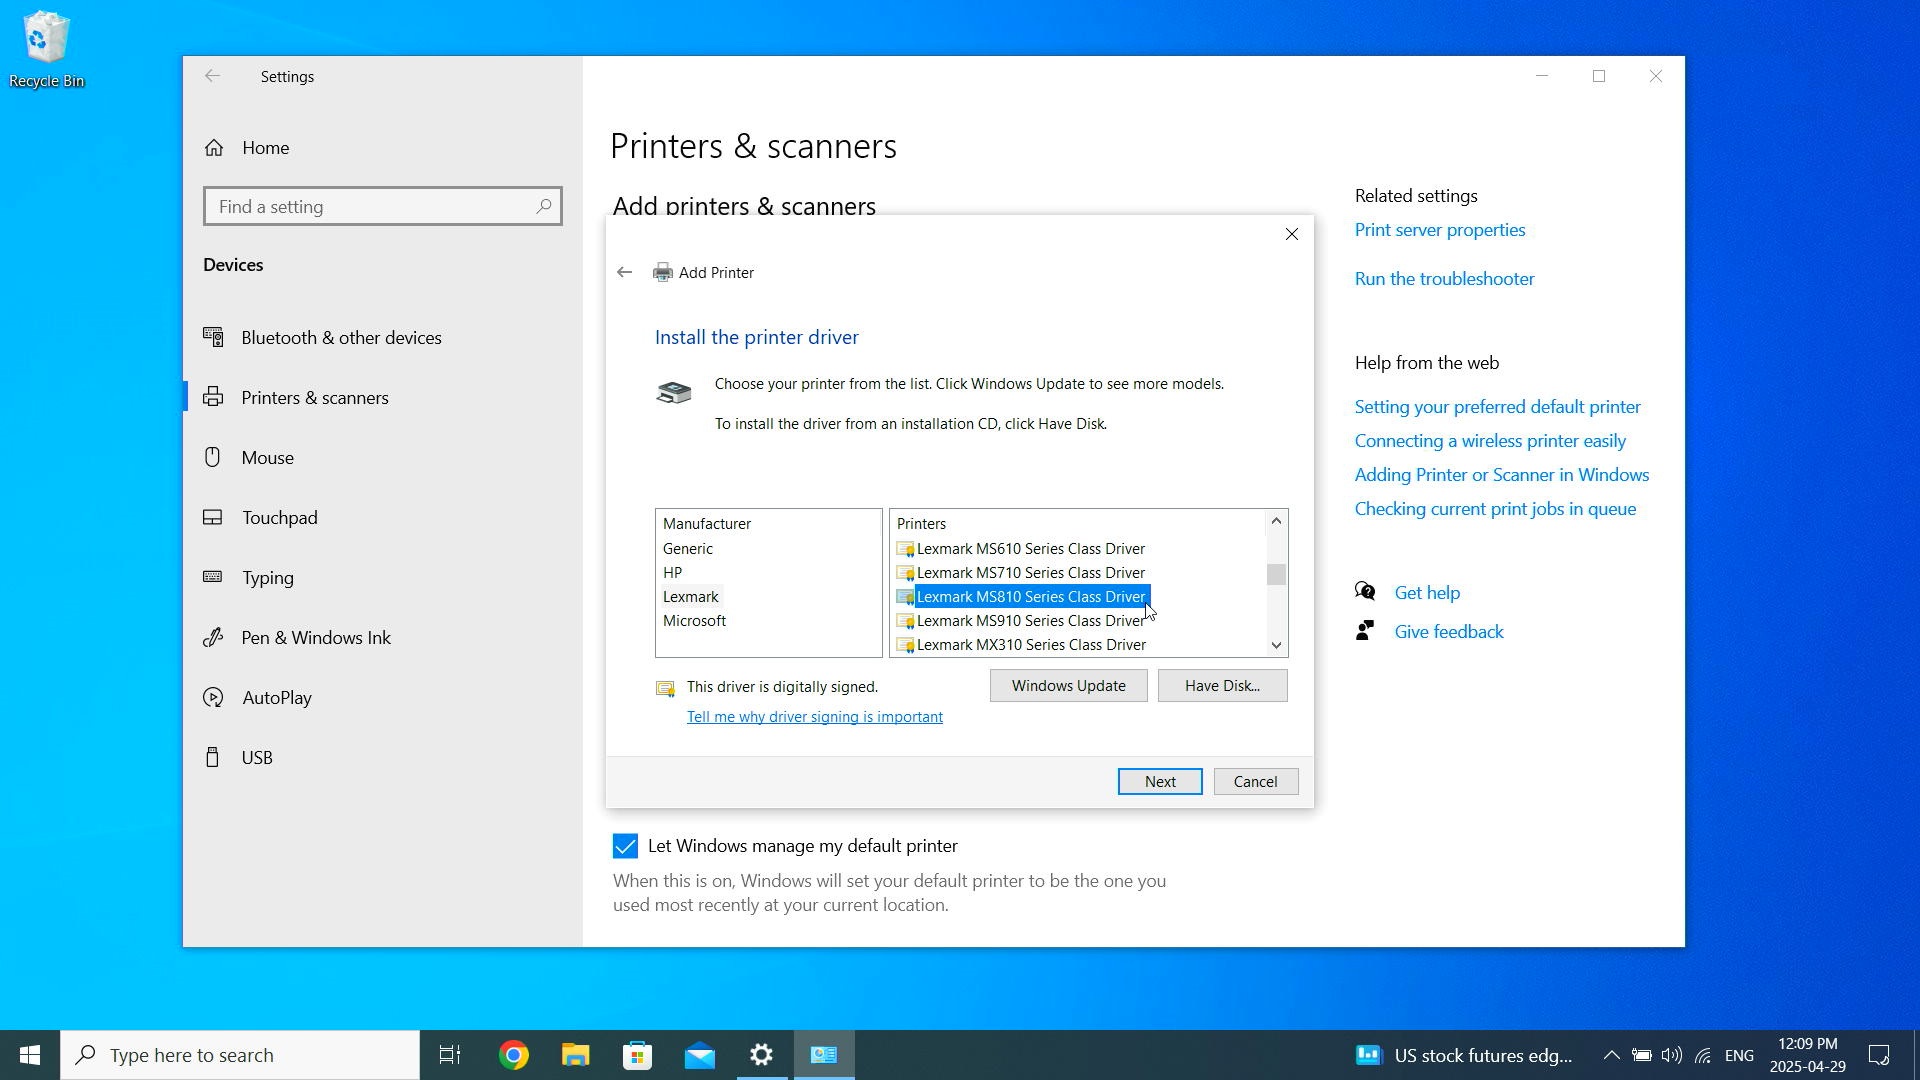 Recycle Bin
Settings
Home
Find a setting
Devices
Bluetooth & other devices
Printers & scanners
Mouse
Touchpad
Typing
Pen & Windows Ink
AutoPlay
USB
Printers & scanners
Add printers & scanners
Add Printer
Install the printer driver
Choose your printer from the list. Click Windows Update to see more models.
To install the driver from an installation CD, click Have Disk.
Manufacturer
Generic
HP
Lexmark
Microsoft
Printers
Lexmark MS610 Series Class Driver
Lexmark MS710 Series Class Driver
Lexmark MS810 Series Class Driver
Lexmark MS910 Series Class Driver
Lexmark MX310 Series Class Driver
This driver is digitally signed.
Tell me why driver signing is important
Windows Update
Have Disk...
Next
Cancel
Let Windows manage my default printer
When this is on, Windows will set your default printer to be the one you
used most recently at your current location.
Related settings
Print server properties
Run the troubleshooter
Help from the web
Setting your preferred default printer
Connecting a wireless printer easily
Adding Printer or Scanner in Windows
Checking current print jobs in queue
Get help
Give feedback
Type here to search
US stock futures edg...
ENG
12:09 PM
2025-04-29